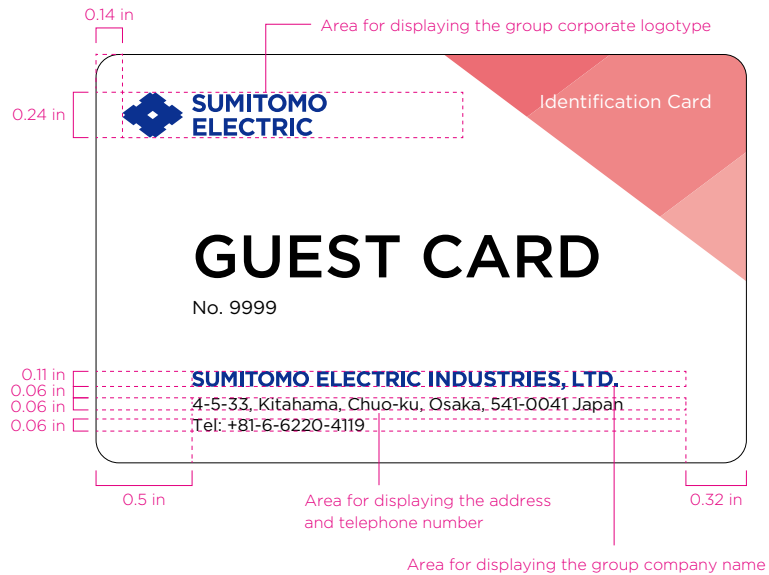 0.14 in
Area for displaying the group corporate logotype
0.24 in
SUMITOMO
ELECTRIC
Identification Card
GUEST CARD
No. 9999
0.11 in
SUMITOMO ELECTRIC INDUSTRIES, LTD.
0.06 in
0.06 in
4-5-33, Kitahama, Chuo-ku, Osaka, 541-0041 Japan
0.06 in
Tel: +81-6-6220-4119
0.5 in
Area for displaying the address
and telephone number
0.32 in
Area for displaying the group company name